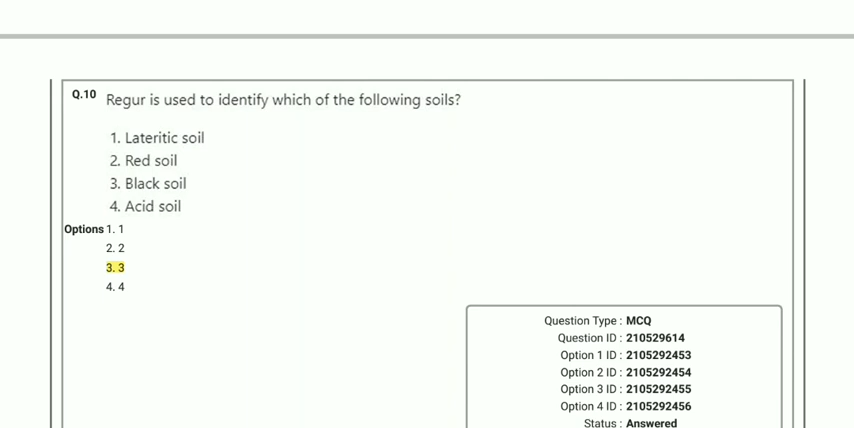 Q.10 Regur is used to identify which of the following soils?
1. Lateritic soil
2. Red soil
3. Black soil
4. Acid soil
Options 1. 1
2. 2
3. 3
4. 4
Question Type : MCQ
Question ID : 210529614
Option 1 ID : 2105292453
Option 2 ID : 2105292454
Option 3 ID : 2105292455
Option 4 ID : 2105292456
Status : Answered